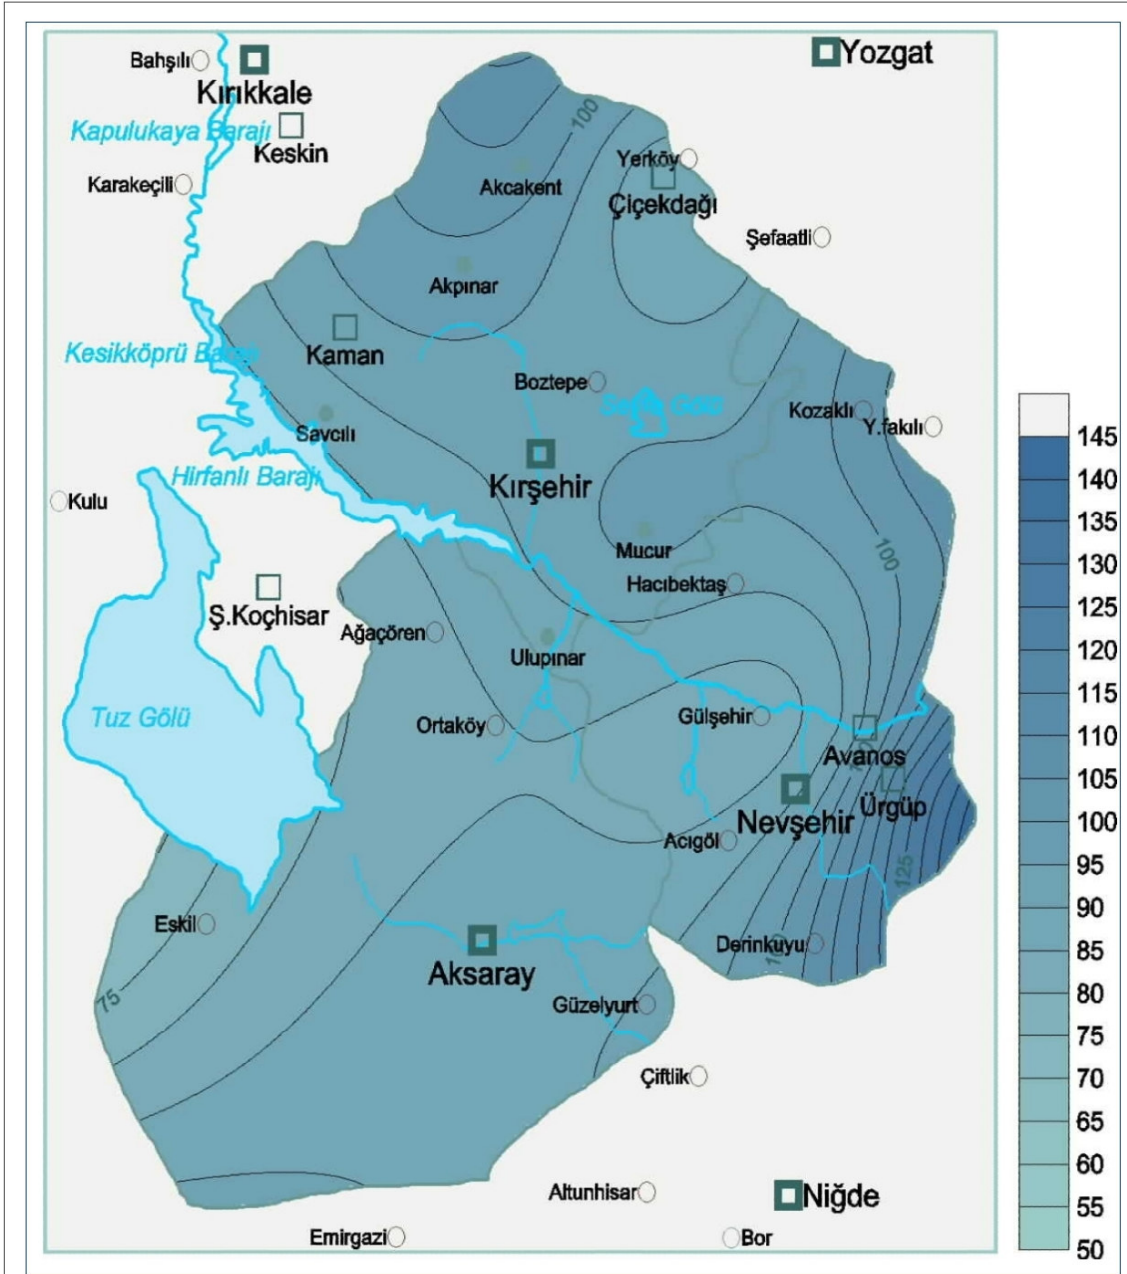 Bahşılı
Kırıkkale
Yozgat
Kapulukaya Barajı
Keskin
100
Yerköy
Karakeçili
Akcakent
Çiçekdağı
Şefaatli
Akpınar
Kesikköprü
Kaman
Boztepe
Gölü
Kozaklı
Y.fakılı
Savcılı
145
Hirfanlı Barajı
Kırşehir
140
Kulu
135
Mucur
100
130
Hacıbektaş
Ş.Koçhisar
125
Ağaçören
120
Ulupınar
115
Tuz Gölü
Ortaköy
Gülşehir
110
Avanos
105
Nevşehir
Ürgüp
100
Acıgöl
125
95
Eskil
90
Derinkuyu
85
Aksaray
75
Güzelyurt
80
75
Çiftlik
70
65
60
Altunhisar
Niğde
55
Emirgazi
Bor
50